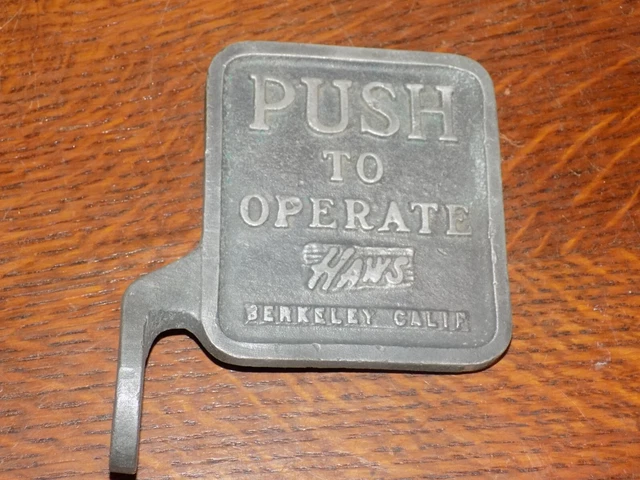 PUSH
TO
OPERATE
HAWS
BERKELEY CALIF